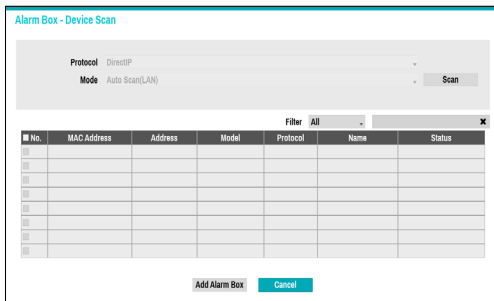 Alarm Box - Device Scan
Protocol DirectIP
Mode Auto Scan(LAN) Scan
Filter All
No. MAC Address Address Model Protocol Name Status
Add Alarm Box Cancel